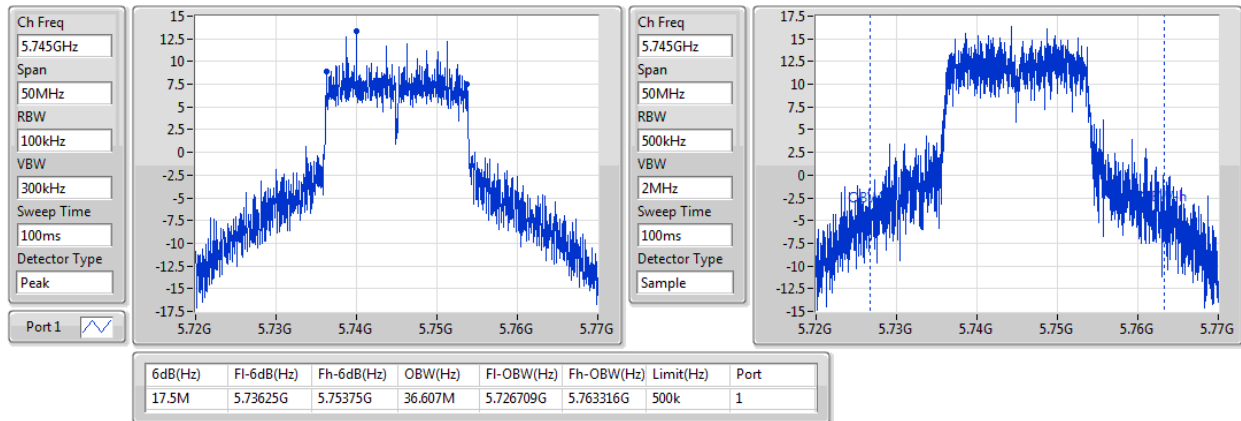 Ch Freq
5.745GHz
Span
50MHz
RBW
100kHz
VBW
300kHz
Sweep Time
100ms
Detector Type
Peak
Port 1
15
12.5
10
7.5
5
2.5
0
-2.5
-5
-7.5
-10
-12.5
-15
-17.5
5.72G 5.73G 5.74G 5.75G 5.76G 5.77G
Ch Freq
5.745GHz
Span
50MHz
RBW
500kHz
VBW
2MHz
Sweep Time
100ms
Detector Type
Sample
17.5
15
12.5
10
7.5
5
2.5
0
-2.5
-5
-7.5
-10
-12.5
-15
5.72G 5.73G 5.74G 5.75G 5.76G 5.77G
6dB(Hz) Fl-6dB(Hz) Fh-6dB(Hz) OBW(Hz) Fl-OBW(Hz) Fh-OBW(Hz) Limit(Hz) Port
17.5M 5.73625G 5.75375G 36.607M 5.726709G 5.763316G 500k 1